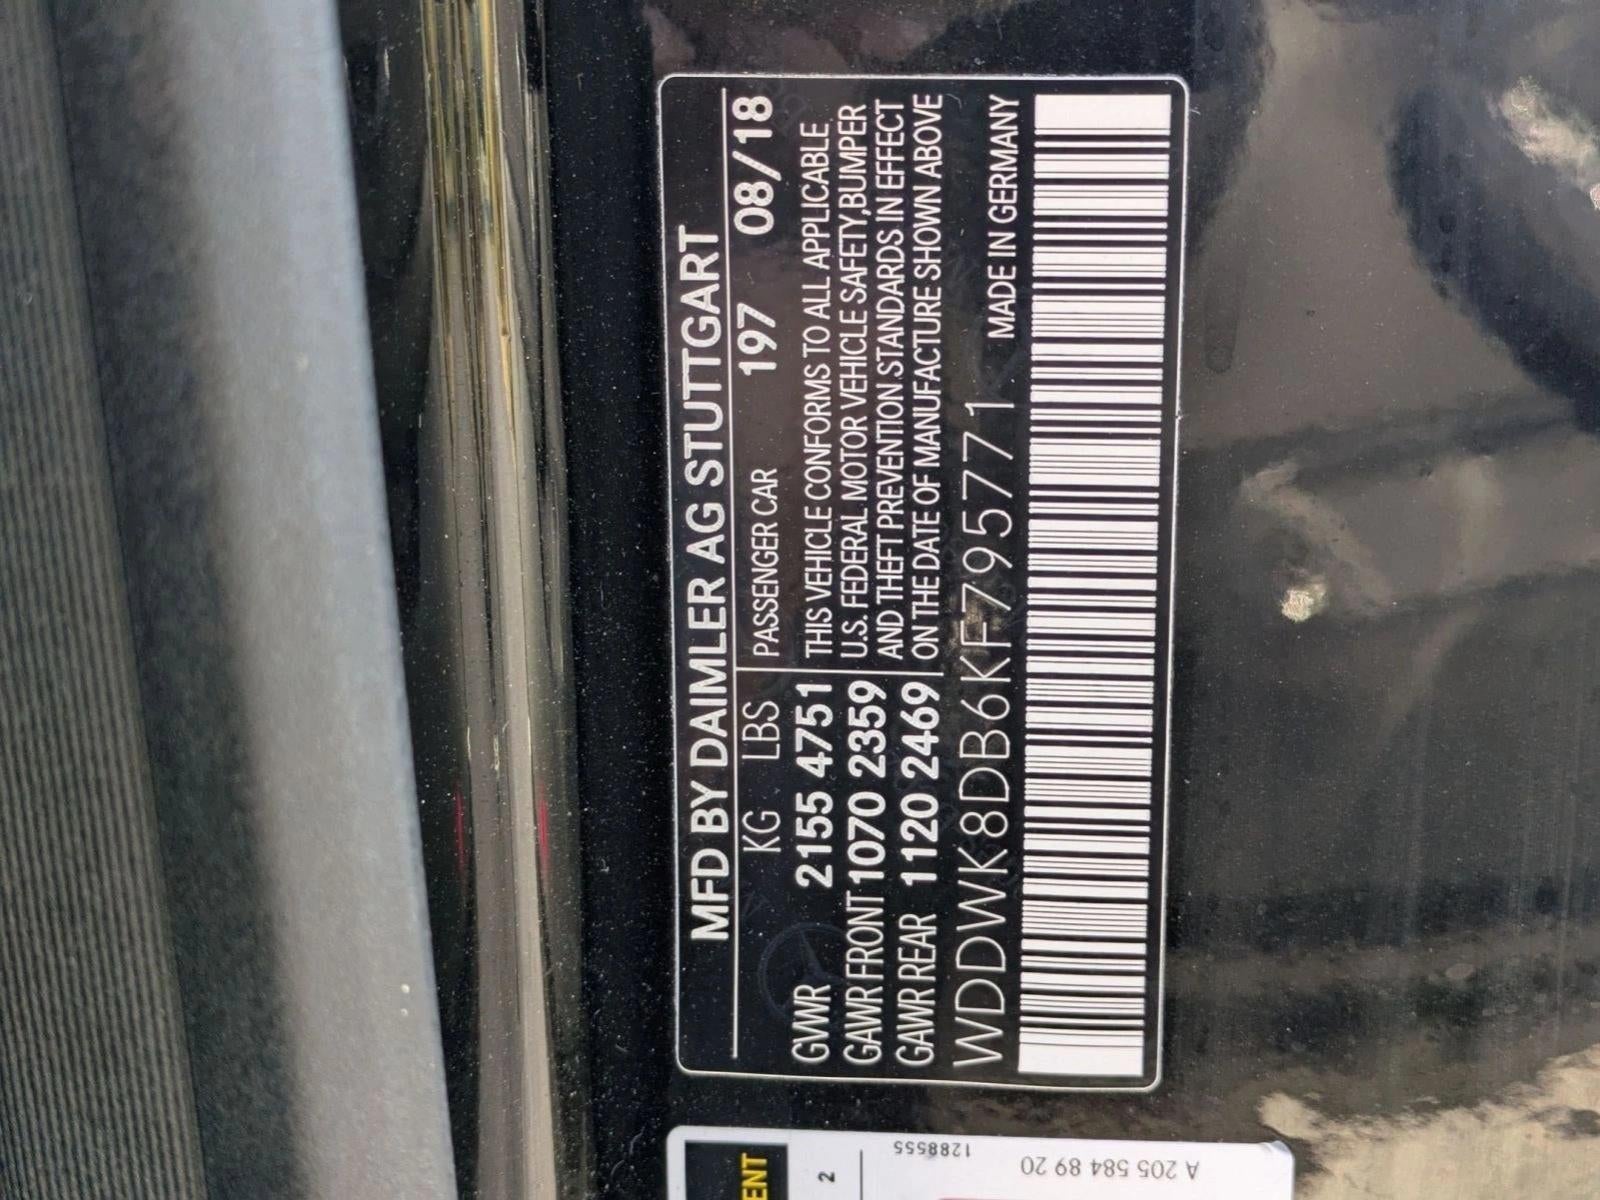 MFD BY DAIMLER AG STUTTGART
KG LBS PASSENGER CAR 197 08/18
GVWR 2155 4751 THIS VEHICLE CONFORMS TO ALL APPLICABLE
GAWR FRONT 1070 2359 U.S. FEDERAL MOTOR VEHICLE SAFETY,BUMPER
GAWR REAR 1120 2469 AND THEFT PREVENTION STANDARDS IN EFFECT
ON THE DATE OF MANUFACTURE SHOWN ABOVE
WDDWK8DB6KF795771 MADE IN GERMANY
ENT
2
1288555
A 205 584 89 20